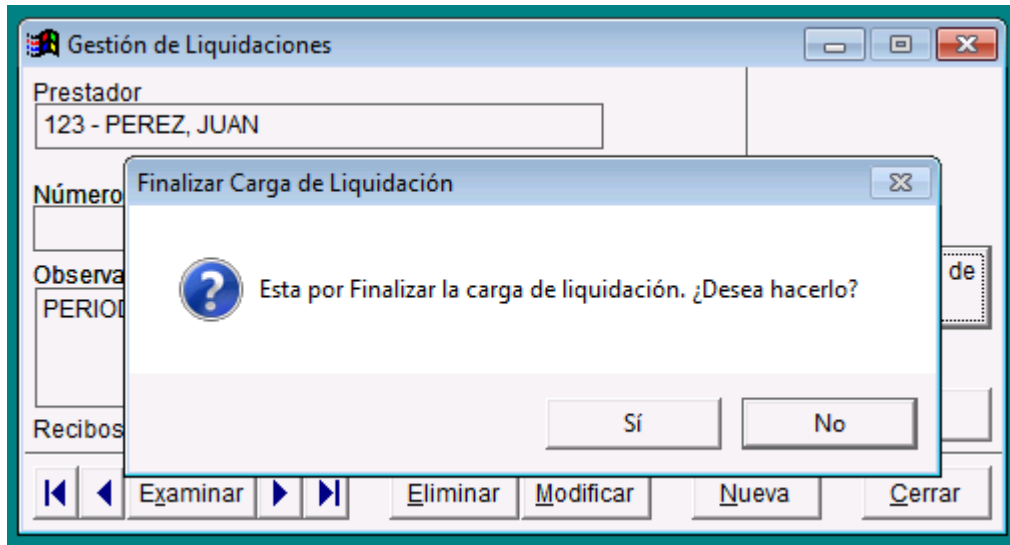 Gestión de Liquidaciones
Prestador
123 - PEREZ, JUAN
Número
Finalizar Carga de Liquidación
Esta por Finalizar la carga de liquidación. ¿Desea hacerlo?
Sí No
Observa
de
PERIOD
Recibos
Examinar Eliminar Modificar Nueva Cerrar